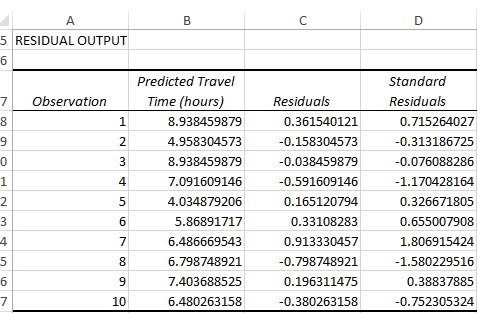 A B C D
5 RESIDUAL OUTPUT
6
Predicted Travel Standard
7 Observation Time (hours) Residuals Residuals
8 1 8.938459879 0.361540121 0.715264027
9 2 4.958304573 -0.158304573 -0.313186725
0 3 8.938459879 -0.038459879 -0.076088286
1 4 7.091609146 -0.591609146 -1.170428164
2 5 4.034879206 0.165120794 0.326671805
3 6 5.86891717 0.33108283 0.655007908
4 7 6.486669543 0.913330457 1.806915424
5 8 6.798748921 -0.798748921 -1.580229516
6 9 7.403688525 0.196311475 0.38837885
7 10 6.480263158 -0.380263158 -0.752305324